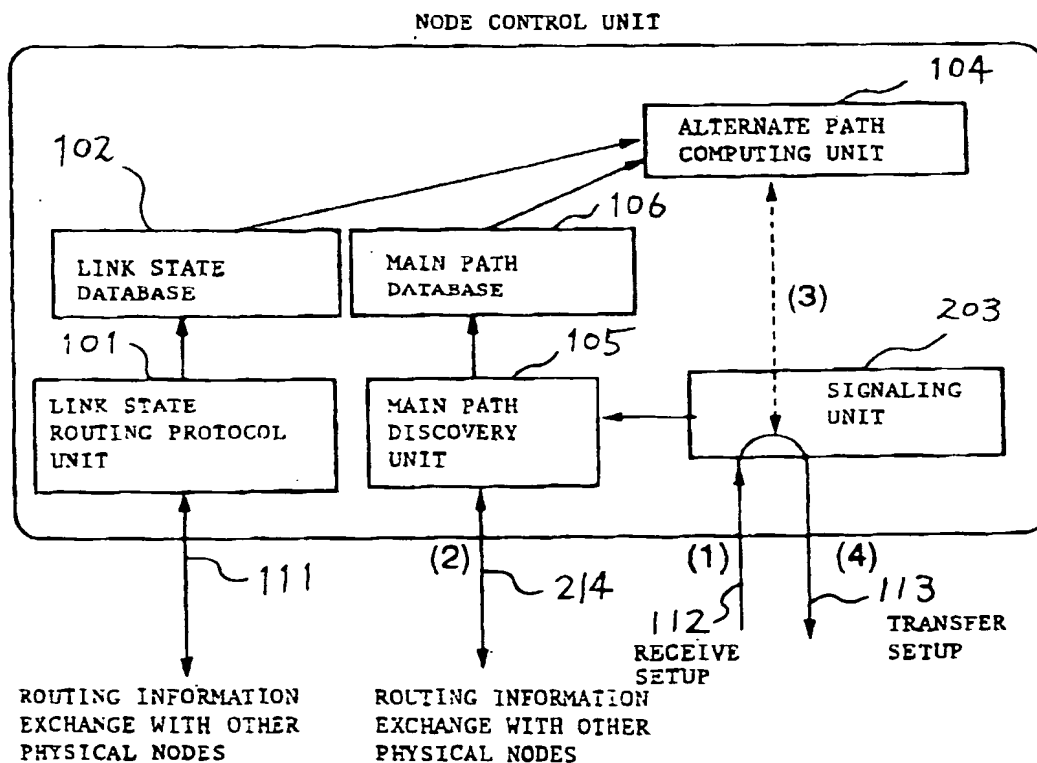 NODE CONTROL UNIT
104
ALTERNATE PATH
COMPUTING UNIT
102
106
LINK STATE
DATABASE
MAIN PATH
DATABASE
(3)
203
101
105
LINK STATE
ROUTING PROTOCOL
UNIT
MAIN PATH
DISCOVERY
UNIT
SIGNALING
UNIT
111
(2)
214
(1)
(4)
112
113
RECEIVE
SETUP
TRANSFER
SETUP
ROUTING INFORMATION
EXCHANGE WITH OTHER
PHYSICAL NODES
ROUTING INFORMATION
EXCHANGE WITH OTHER
PHYSICAL NODES